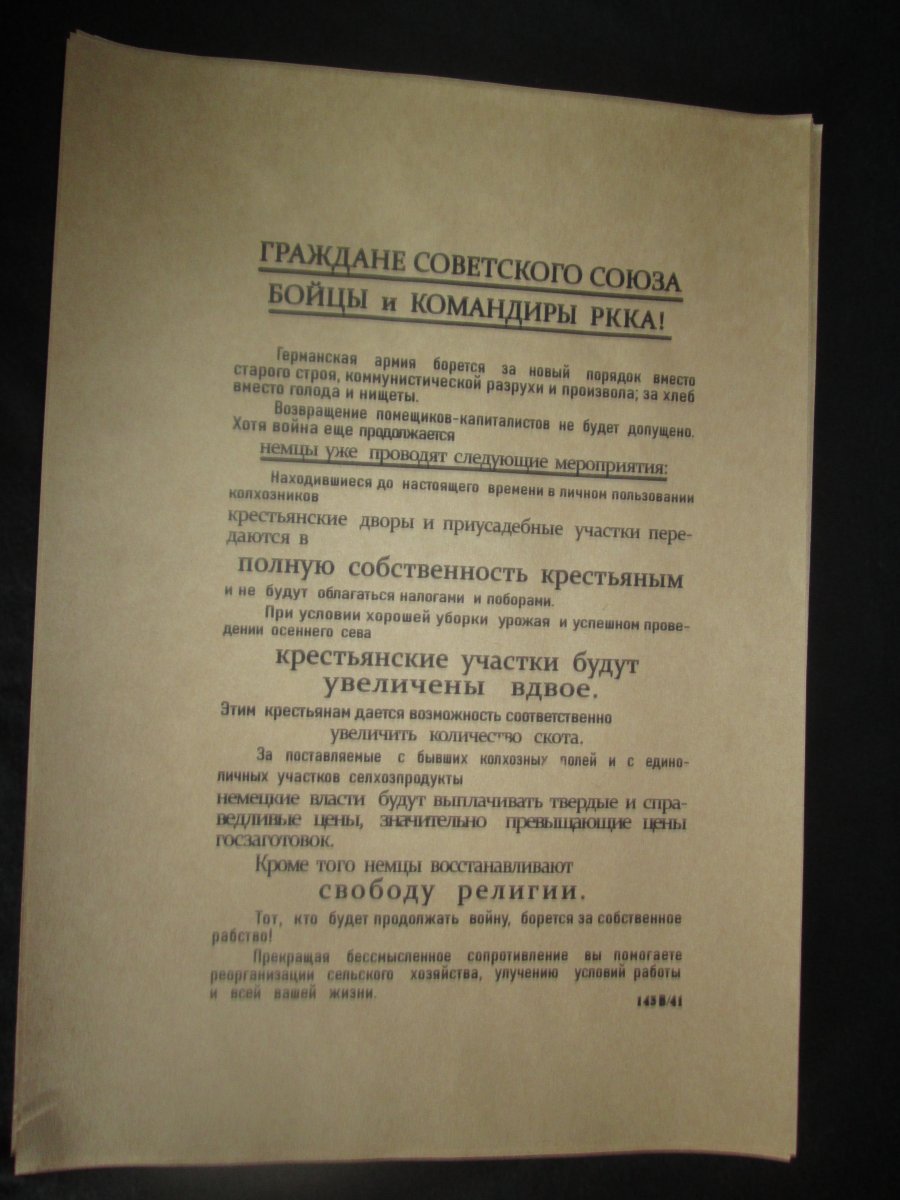 ГРАЖДАНЕ СОВЕТСКОГО СОЮЗА
БОЙЦЫ и КОМАНДИРЫ РККА!
Германская армия борется за новый порядок вместо
старого строя, коммунистической разрухи и произвола; за хлеб
вместо голода и нищеты.
Возвращение помещиков-капиталистов не будет допущено.
Хотя война еще продолжается
немцы уже проводят следующие мероприятия:
Находившиеся до настоящего времени в личном пользовании
колхозников
крестьянские дворы и приусадебные участки пере-
даются в
полную собственность крестьяным
и не будут облагаться налогами и поборами.
При условии хорошей уборки урожая и успешном прове-
дении осеннего сева
крестьянские участки будут
увеличены вдвое.
Этим крестьянам дается возможность соответственно
увеличить количество скота.
За поставляемые с бывших колхозных полей и с едино-
личных участков селхозпродукты
немецкие власти будут выплачивать твердые и спра-
ведливые цены, значительно превыщающие цены
госзаготовок.
Кроме того немцы восстанавливают
свободу религии.
Тот, кто будет продолжать войну, борется за собственное
рабство!
Прекращая бессмысленное сопротивление вы помогаете
реорганизации сельского хозяйства, улучению условий работы
и всей вашей жизни.
145 В/41